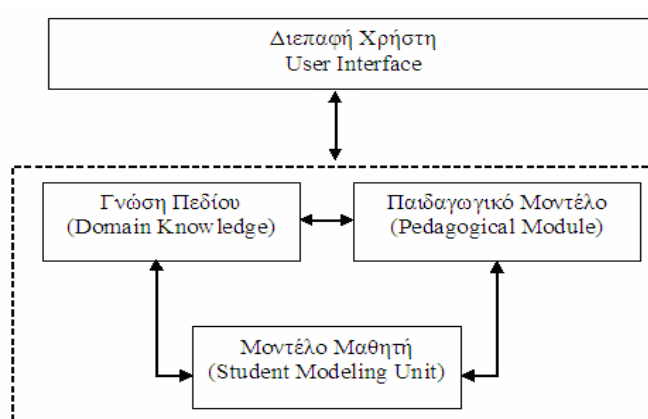 Διεπαφή Χρήστη
User Interface
Γνώση Πεδίου
(Domain Knowledge)
Παιδαγωγικό Μοντέλο
(Pedagogical Module)
Μοντέλο Μαθητή
(Student Modeling Unit)